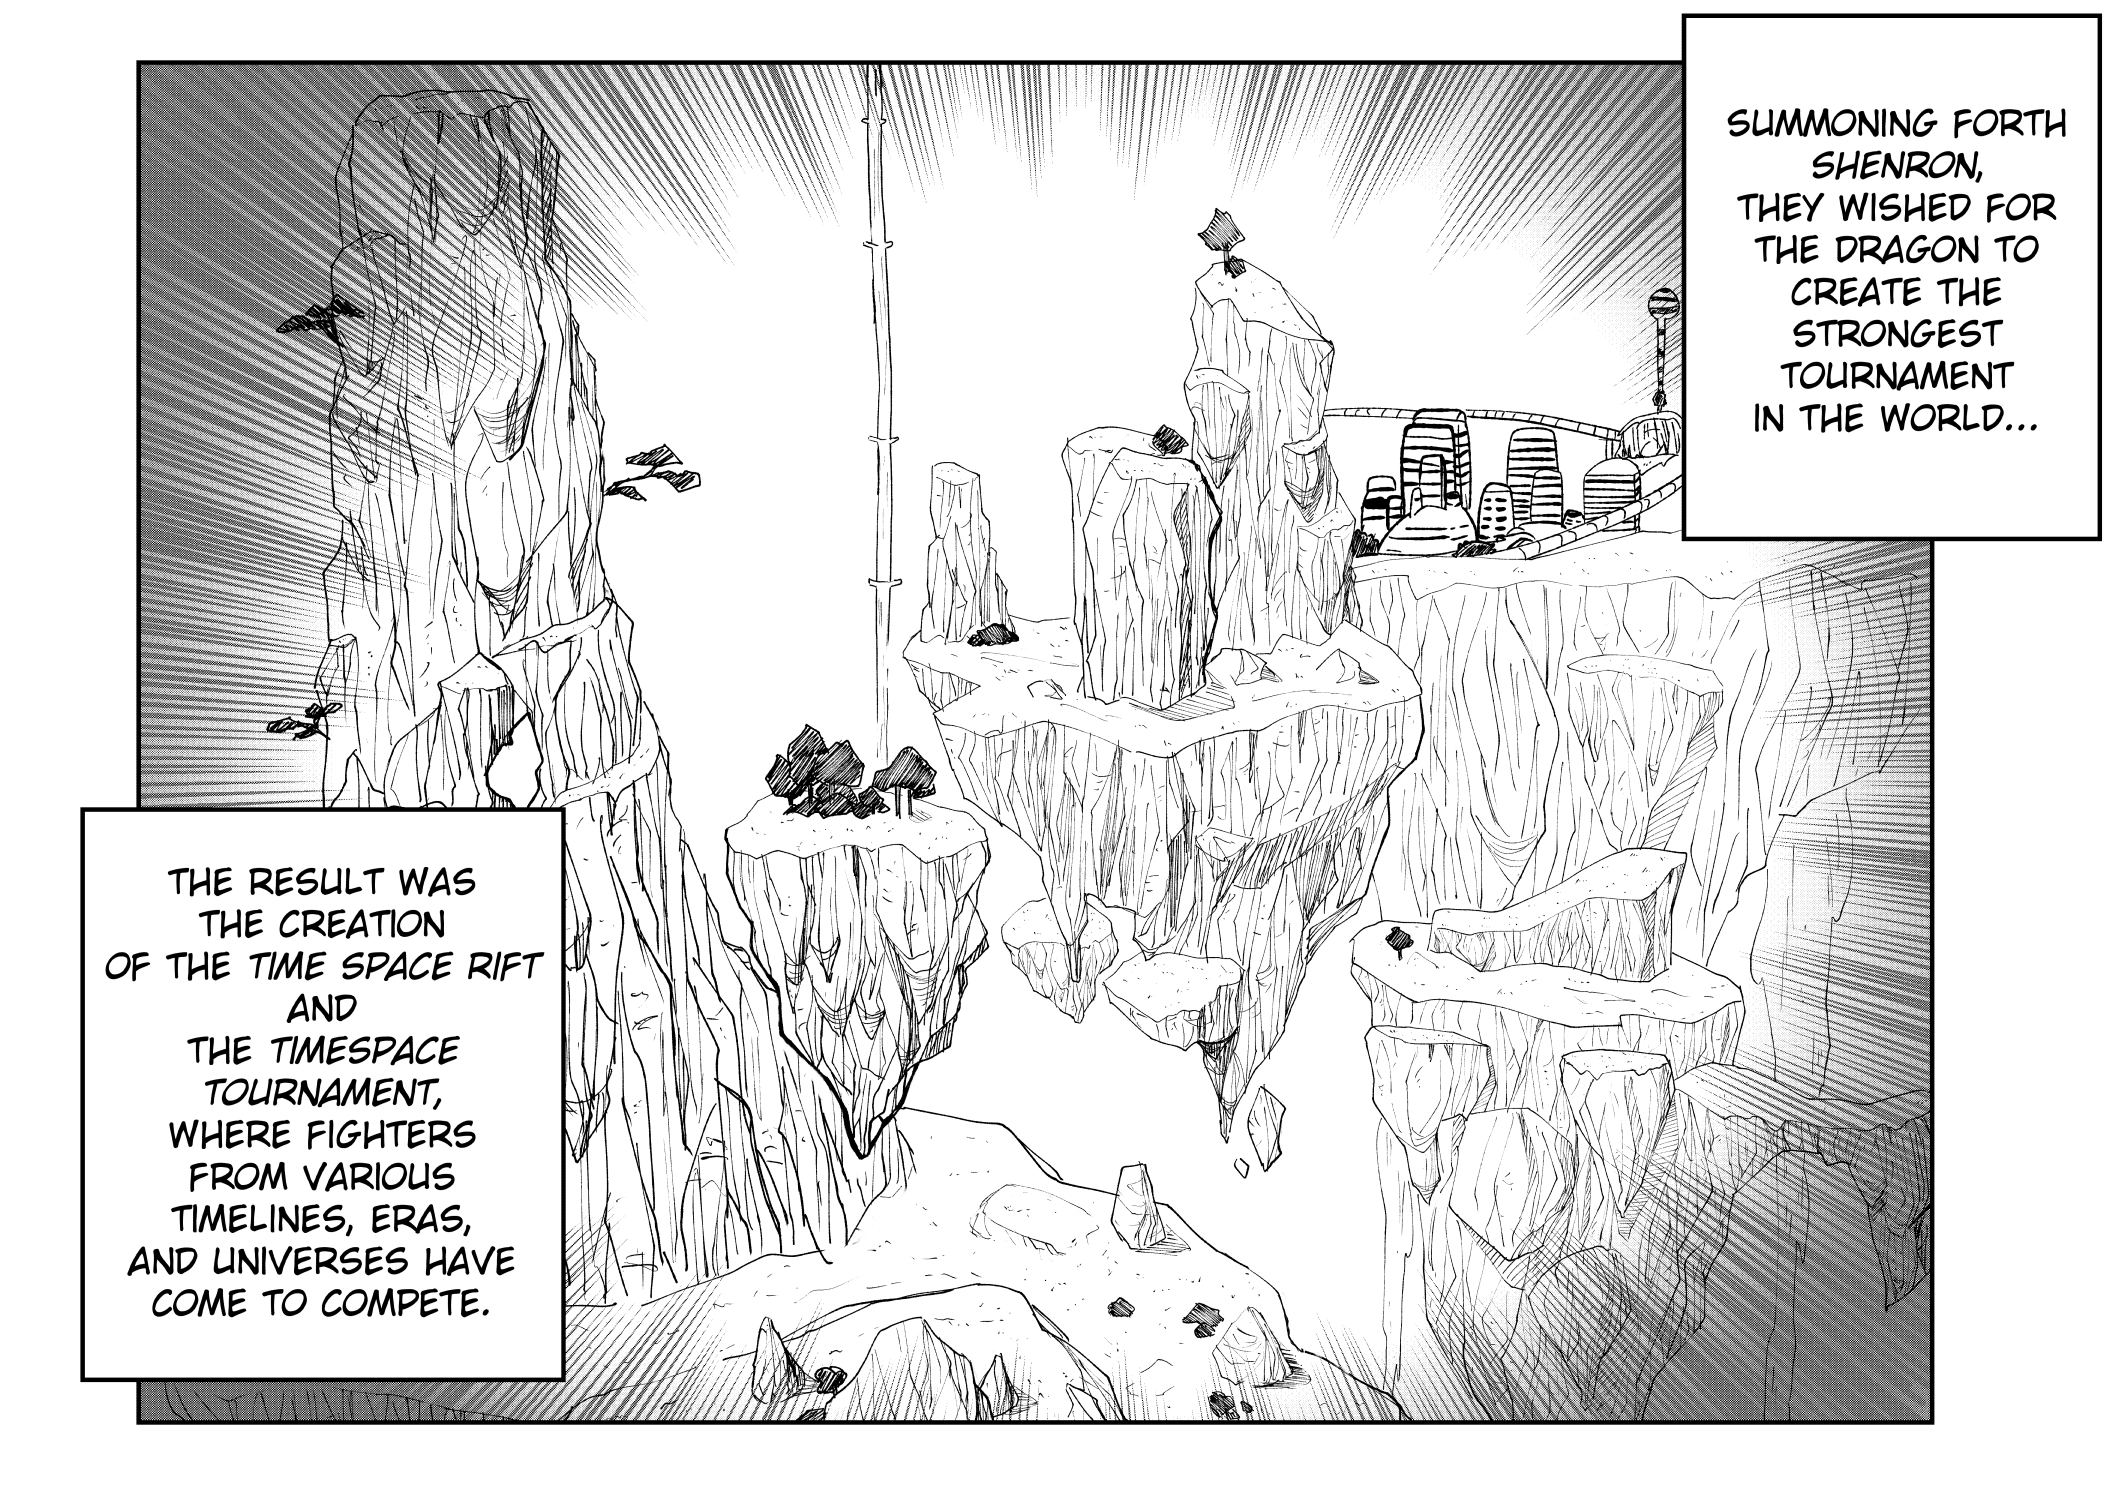 SUMMONING FORTH
SHENRON,
THEY WISHED FOR
THE DRAGON TO
CREATE THE
STRONGEST
TOURNAMENT
IN THE WORLD...
THE RESULT WAS
THE CREATION
OF THE TIME SPACE RIFT
AND
THE TIMESPACE
TOURNAMENT,
WHERE FIGHTERS
FROM VARIOUS
TIMELINES, ERAS,
AND UNIVERSES HAVE
COME TO COMPETE.